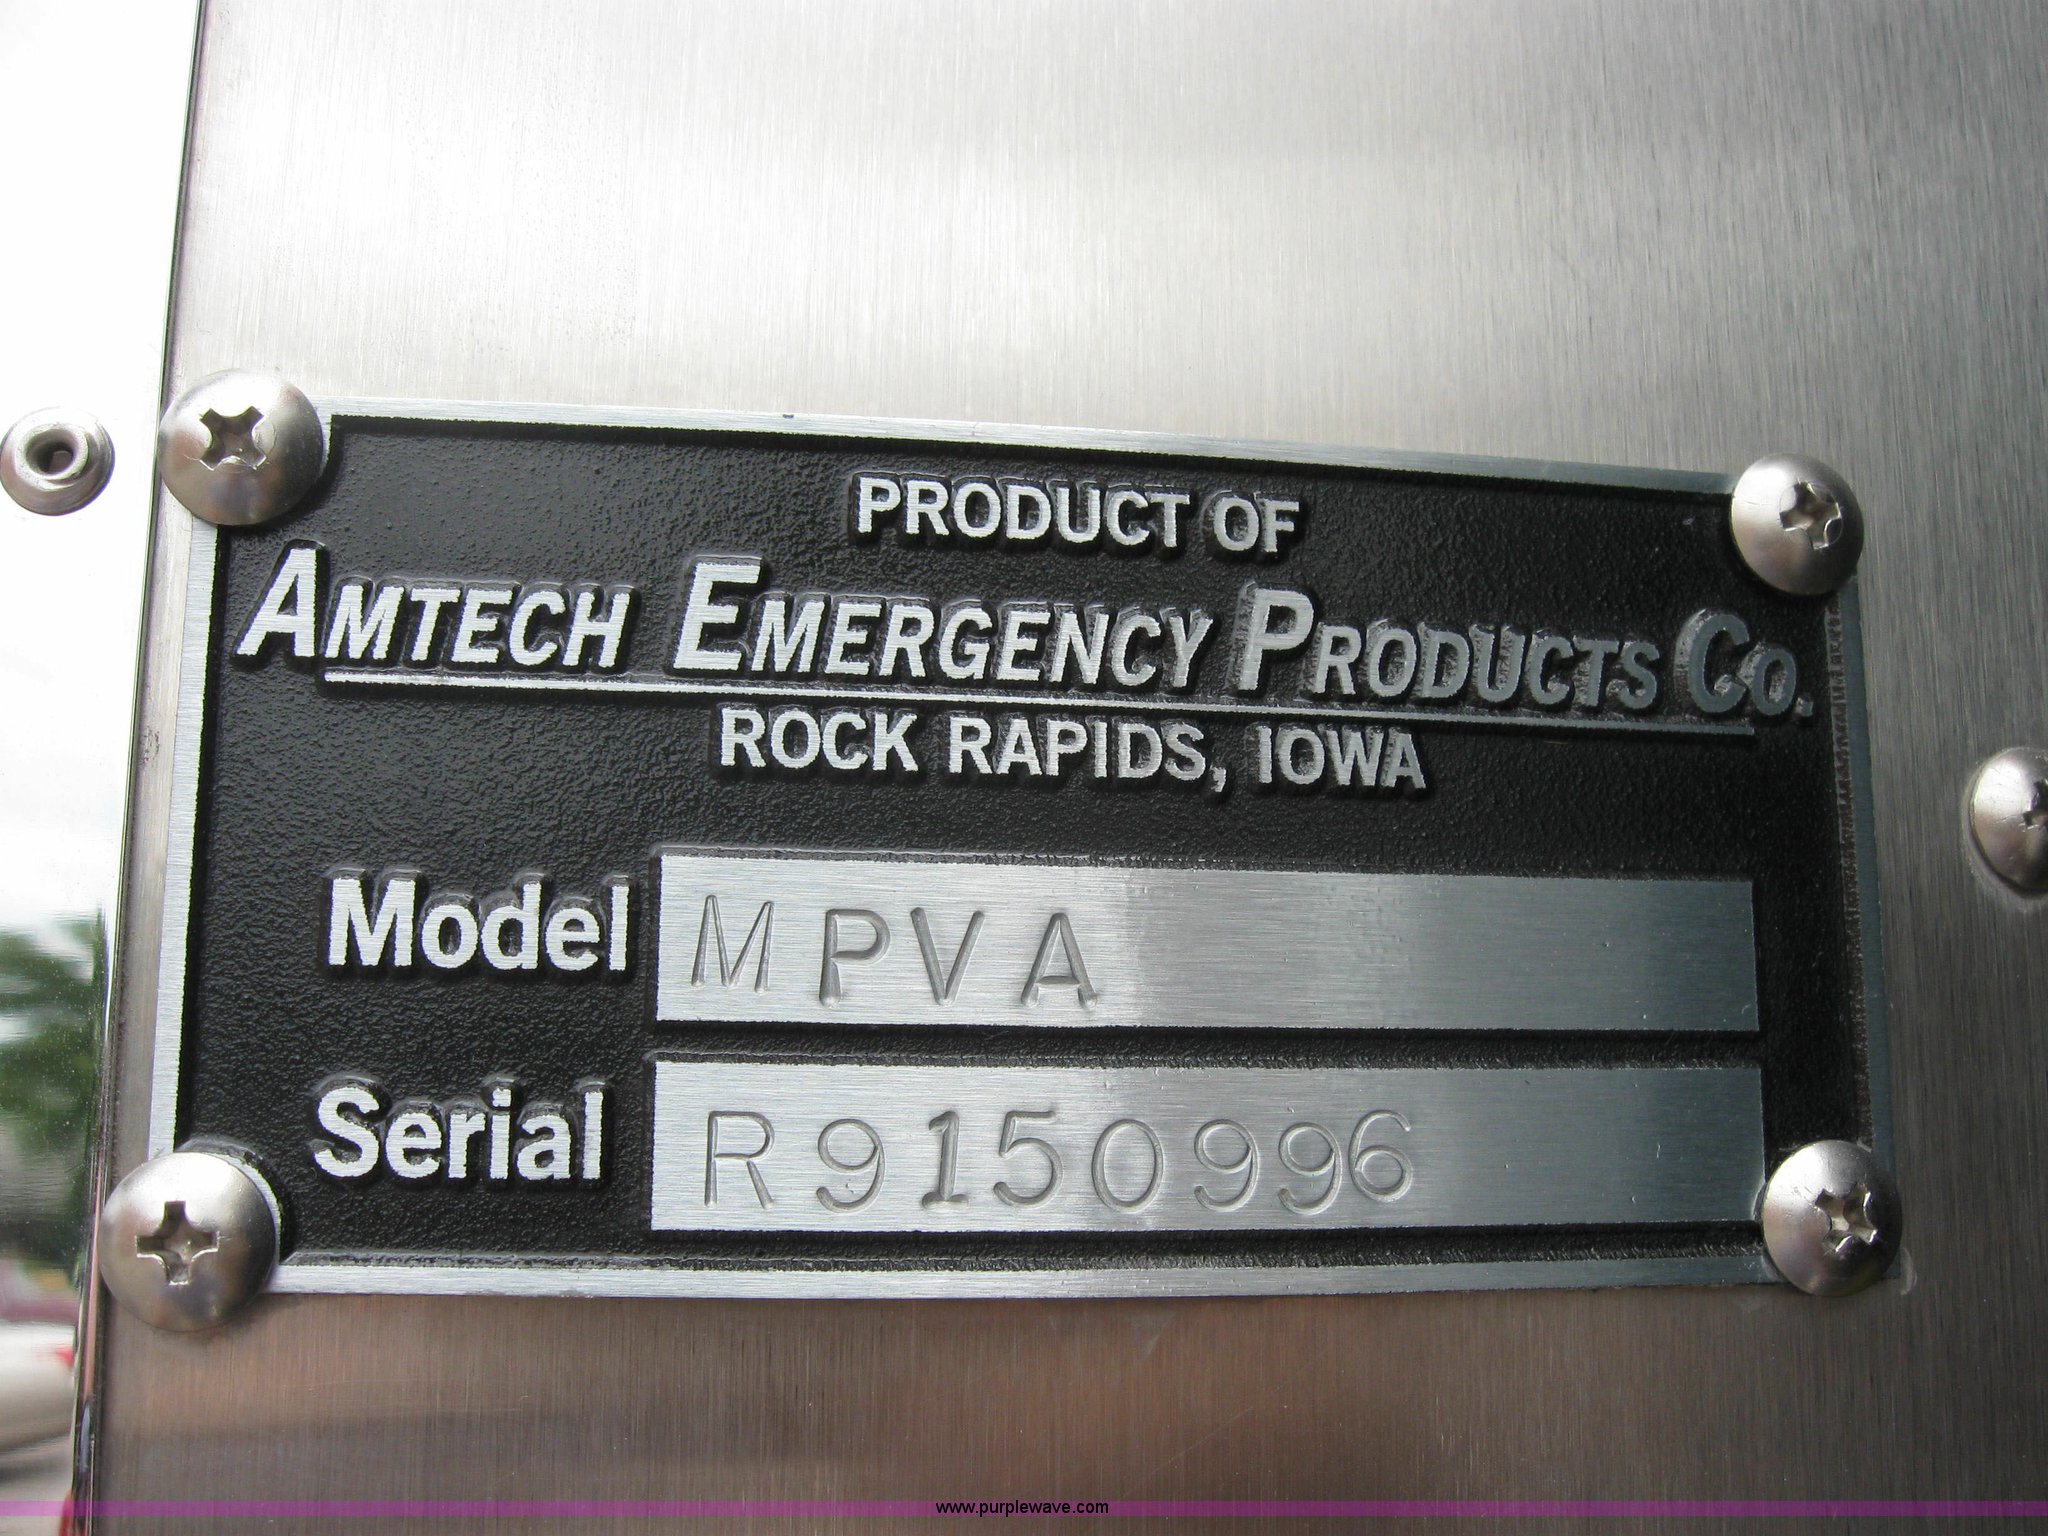 PRODUCT OF
AMTECH EMERGENCY PRODUCTS CO.
ROCK RAPIDS, IOWA
Model MPVA
Serial R9150996
www.purplewave.com